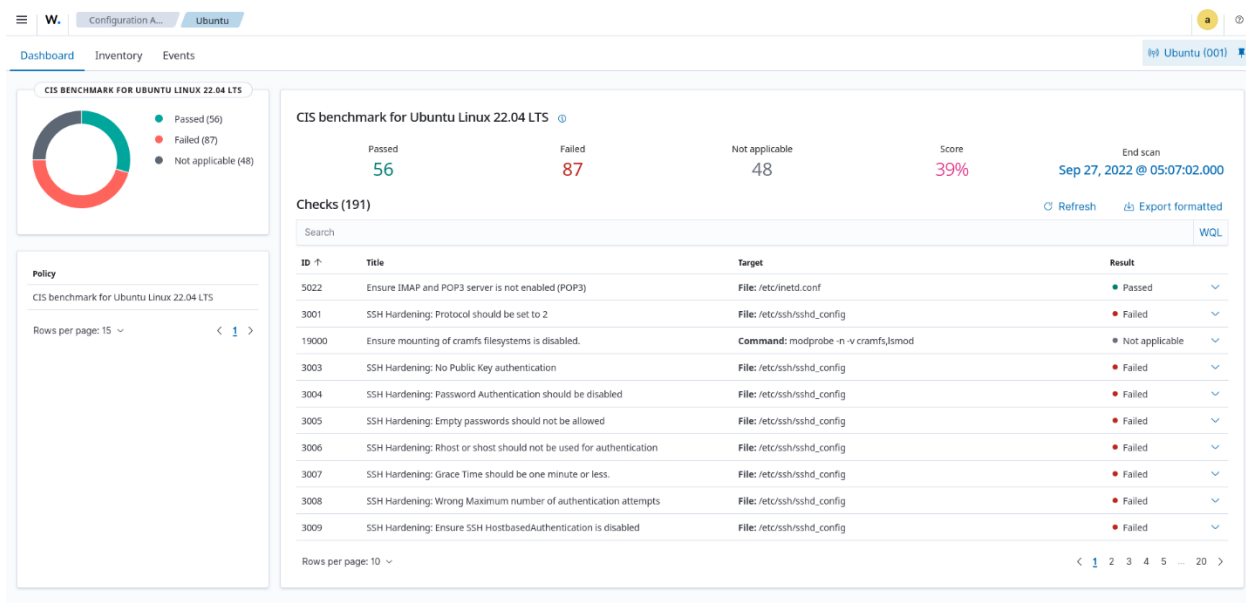 W. Configuration A... Ubuntu a
Dashboard Inventory Events Ubuntu (001)
CIS BENCHMARK FOR UBUNTU LINUX 22.04 LTS
Passed (56)
Failed (87)
Not applicable (48)
Policy
CIS benchmark for Ubuntu Linux 22.04 LTS
Rows per page: 15 < 1 >
CIS benchmark for Ubuntu Linux 22.04 LTS
Passed Failed Not applicable Score End scan
56 87 48 39% Sep 27, 2022 @ 05:07:02.000
Checks (191) Refresh Export formatted
Search WQL
ID ↑ Title Target Result
5022 Ensure IMAP and POP3 server is not enabled (POP3) File: /etc/inetd.conf Passed
3001 SSH Hardening: Protocol should be set to 2 File: /etc/ssh/sshd_config Failed
19000 Ensure mounting of cramfs filesystems is disabled. Command: modprobe -n -v cramfs,lsmod Not applicable
3003 SSH Hardening: No Public Key authentication File: /etc/ssh/sshd_config Failed
3004 SSH Hardening: Password Authentication should be disabled File: /etc/ssh/sshd_config Failed
3005 SSH Hardening: Empty passwords should not be allowed File: /etc/ssh/sshd_config Failed
3006 SSH Hardening: Rhost or shost should not be used for authentication File: /etc/ssh/sshd_config Failed
3007 SSH Hardening: Grace Time should be one minute or less. File: /etc/ssh/sshd_config Failed
3008 SSH Hardening: Wrong Maximum number of authentication attempts File: /etc/ssh/sshd_config Failed
3009 SSH Hardening: Ensure SSH HostbasedAuthentication is disabled File: /etc/ssh/sshd_config Failed
Rows per page: 10 < 1 2 3 4 5 ... 20 >